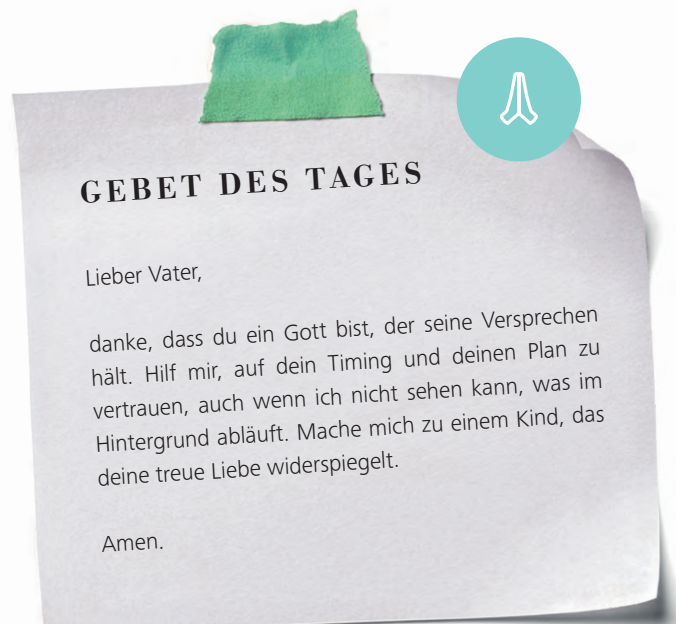 GEBET DES TAGES
Lieber Vater,
danke, dass du ein Gott bist, der seine Versprechen
hält. Hilf mir, auf dein Timing und deinen Plan zu
vertrauen, auch wenn ich nicht sehen kann, was im
Hintergrund abläuft. Mache mich zu einem Kind, das
deine treue Liebe widerspiegelt.
Amen.